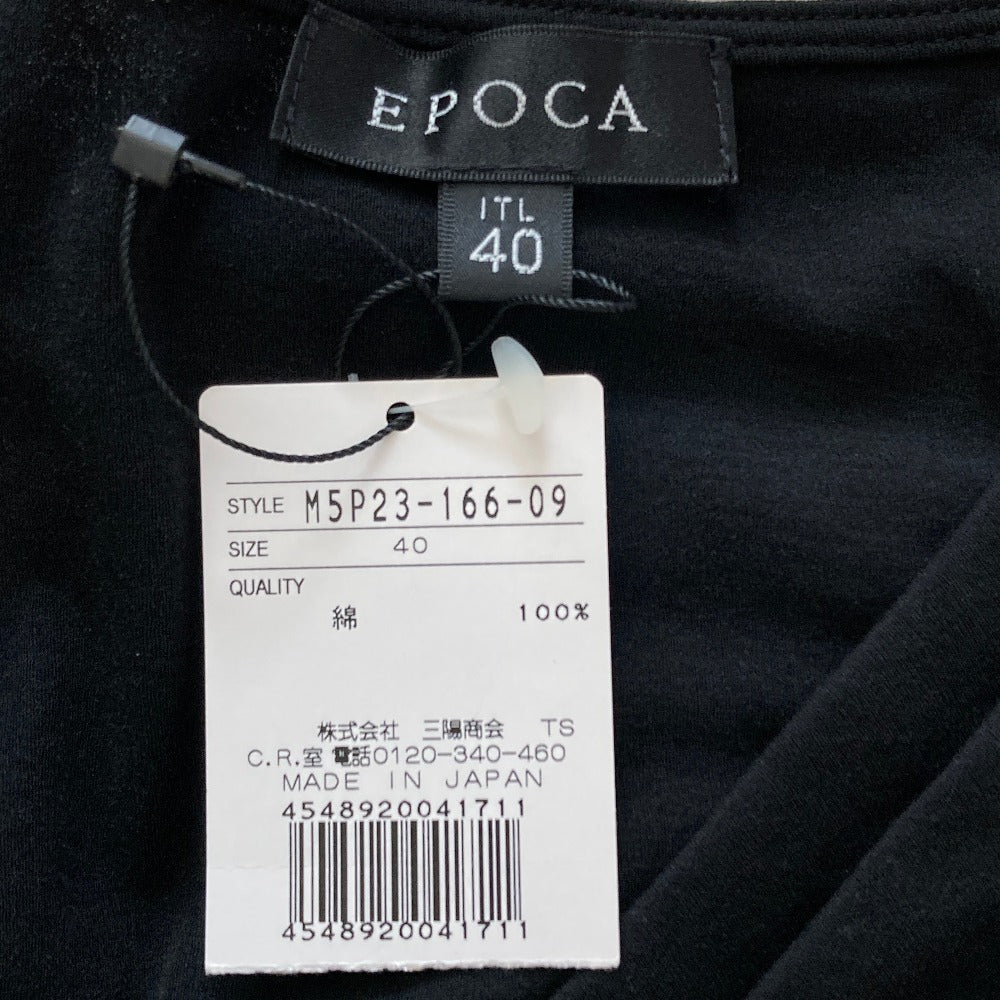 EPOCA
ITL
40
STYLE M5P23-166-09
SIZE 40
QUALITY
綿 100%
株式会社 三陽商会 TS
C.R.室 電話0120-340-460
MADE IN JAPAN
4548920041711
4548920041711